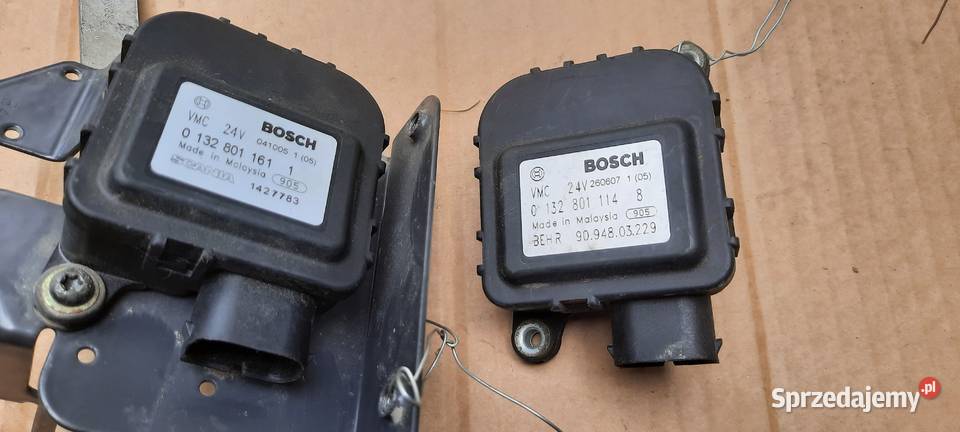 BOSCH
VMC 24V 041005 1 (05)
0 132 801 161 1
Made in Malaysia 905
SCANIA 1427783
BOSCH
VMC 24V 260607 1 (05)
0 132 801 114 8
Made in Malaysia 905
BEHR 90.948.03.229
Sprzedajemy.pl